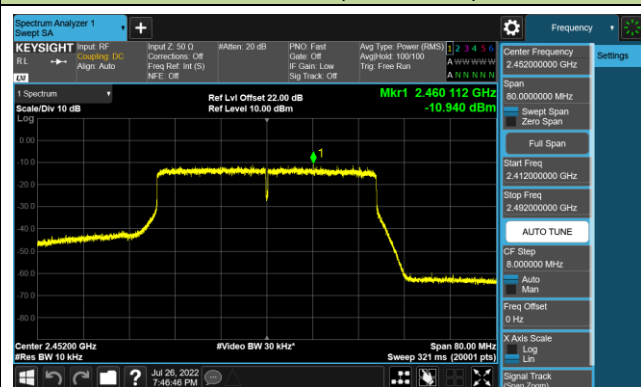 Spectrum Analyzer 1
Swept SA
Frequency
KEYSIGHT
R L
LXI
Input: RF
Coupling: DC
Align: Auto
Input Z: 50 Ω
Corrections: Off
Freq Ref: Int (S)
NFE: Off
#Atten: 20 dB
PNO: Fast
Gate: Off
IF Gain: Low
Sig Track: Off
Avg Type: Power (RMS)
Avg|Hold: 100/100
Trig: Free Run
1 2 3 4 5 6
A W W W W W
A N N N N N
1 Spectrum
Scale/Div 10 dB
Log
Ref Lvl Offset 22.00 dB
Ref Level 10.00 dBm
Mkr1 2.460 112 GHz
-10.940 dBm
0.00
-10.0
-20.0
-30.0
-40.0
-50.0
-60.0
-70.0
-80.0
1
Center 2.45200 GHz
#Res BW 10 kHz
#Video BW 30 kHz*
Span 80.00 MHz
Sweep 321 ms (20001 pts)
Jul 26, 2022
7:46:46 PM
Center Frequency
2.452000000 GHz
Settings
Span
80.0000000 MHz
Swept Span
Zero Span
Full Span
Start Freq
2.412000000 GHz
Stop Freq
2.492000000 GHz
AUTO TUNE
CF Step
8.000000 MHz
Auto
Man
Freq Offset
0 Hz
X Axis Scale
Log
Lin
Signal Track
(Span Zoom)